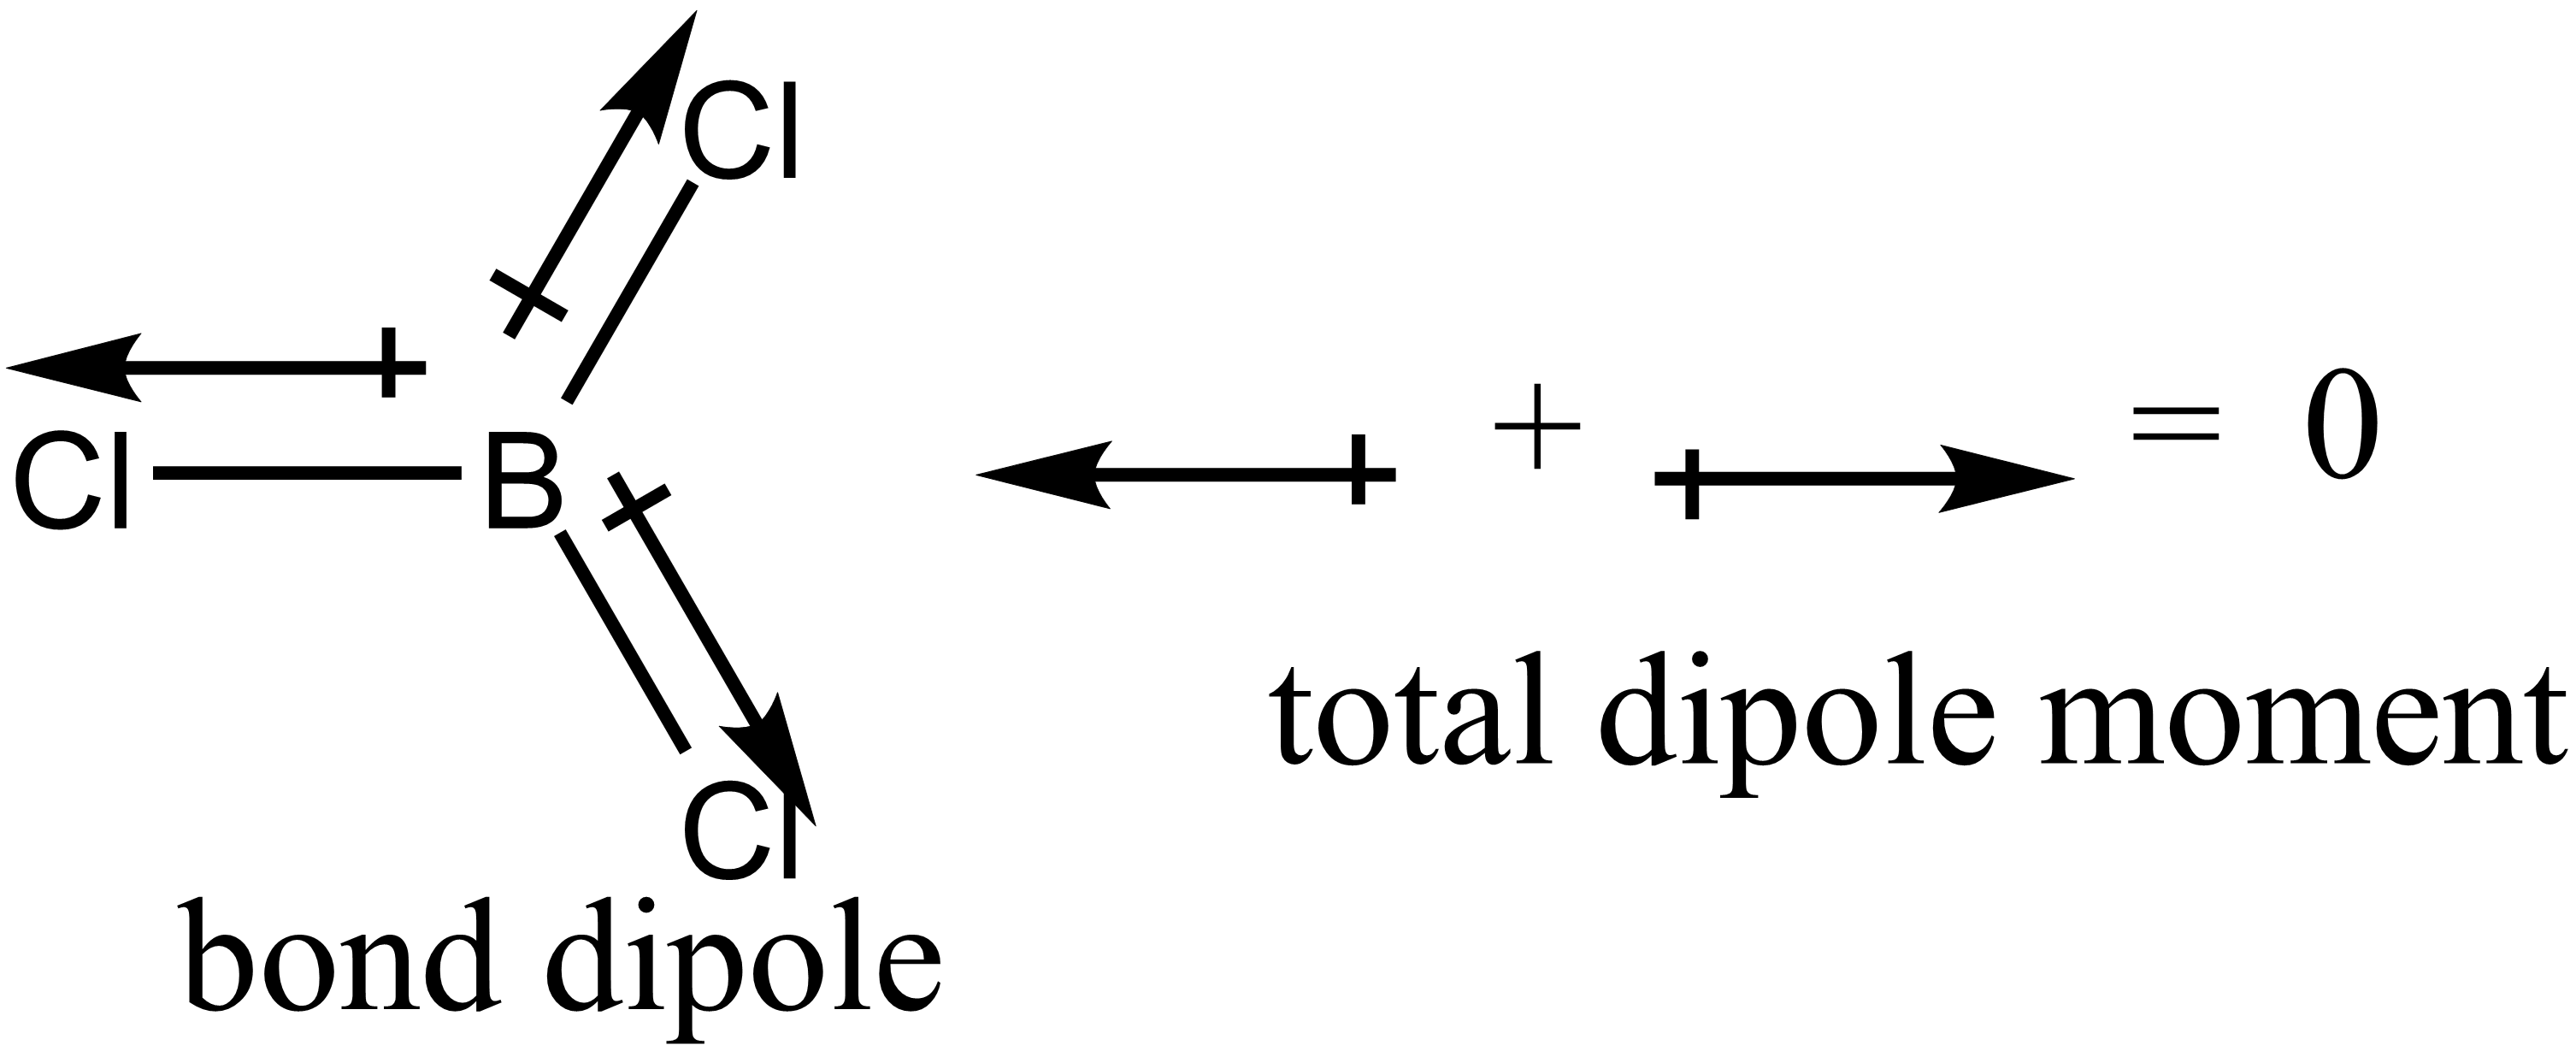 Cl
Cl B
+ = 0
Cl
total dipole moment
bond dipole